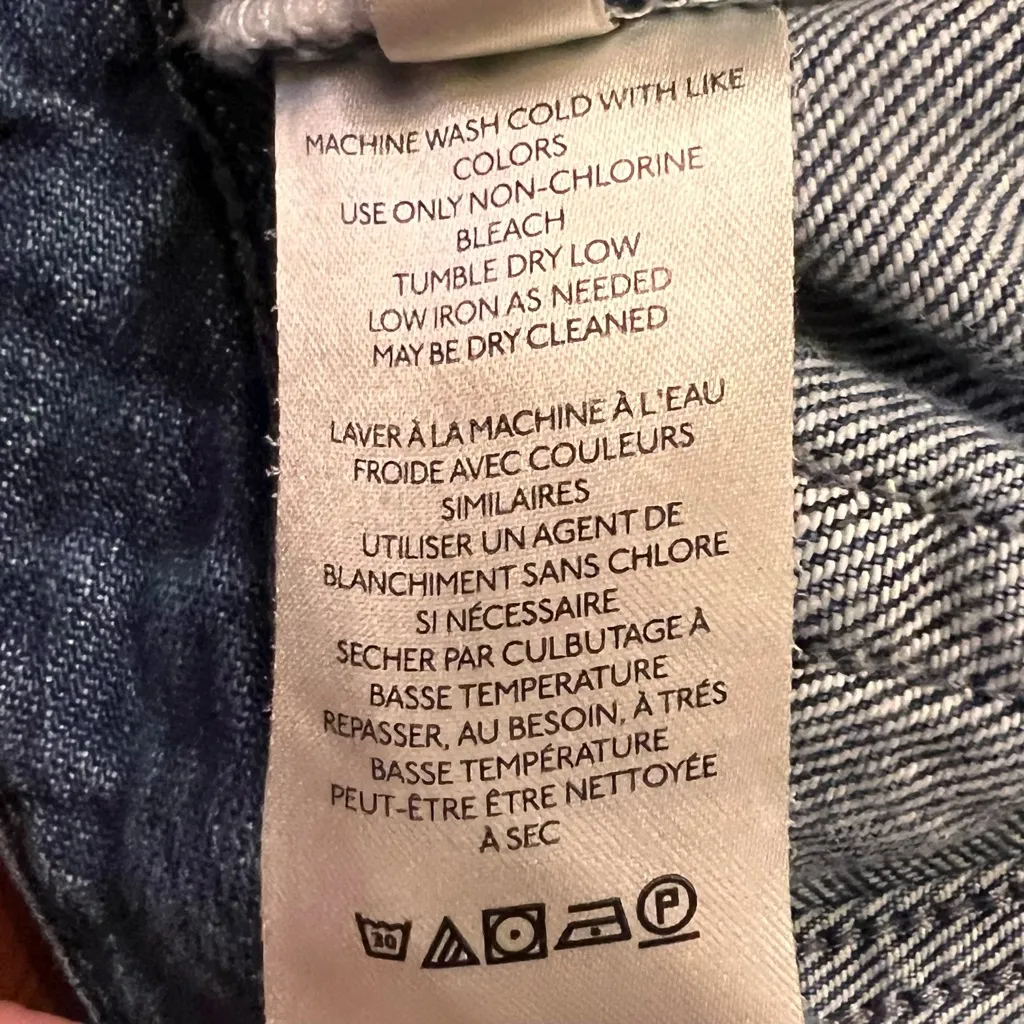 MACHINE WASH COLD WITH LIKE
COLORS
USE ONLY NON-CHLORINE
BLEACH
TUMBLE DRY LOW
LOW IRON AS NEEDED
MAY BE DRY CLEANED
LAVER À LA MACHINE À L'EAU
FROIDE AVEC COULEURS
SIMILAIRES
UTILISER UN AGENT DE
BLANCHIMENT SANS CHLORE
SI NÉCESSAIRE
SECHER PAR CULBUTAGE À
BASSE TEMPERATURE
REPASSER, AU BESOIN, À TRÉS
BASSE TEMPÉRATURE
PEUT-ÊTRE ÊTRE NETTOYÉE
À SEC
30 P